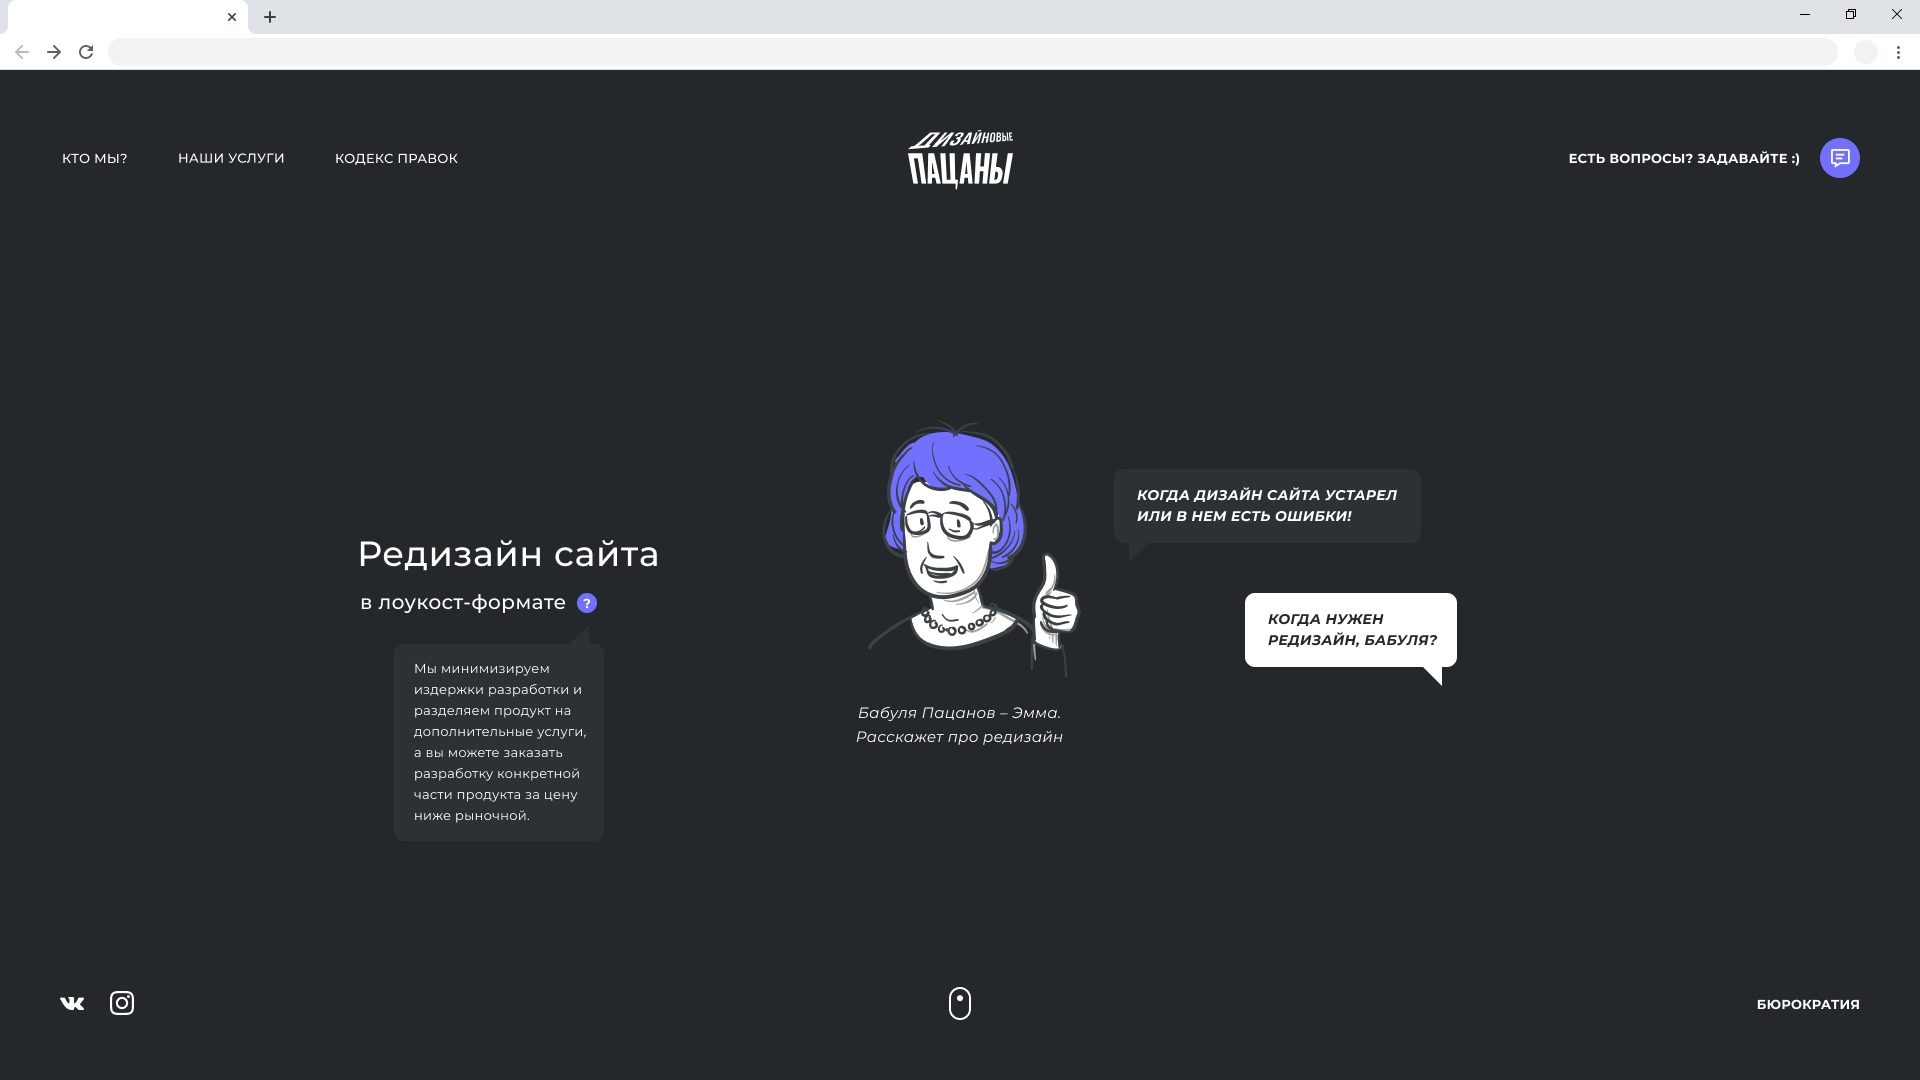 КТО МЫ?
НАШИ УСЛУГИ
КОДЕКС ПРАВОК
ДИЗАЙНОВЫЕ
ПАЦАНЫ
ЕСТЬ ВОПРОСЫ? ЗАДАВАЙТЕ :)
Редизайн сайта
в лоукост-формате ?
Мы минимизируем
издержки разработки и
разделяем продукт на
дополнительные услуги,
а вы можете заказать
разработку конкретной
части продукта за цену
ниже рыночной.
Бабуля Пацанов – Эмма.
Расскажет про редизайн
КОГДА ДИЗАЙН САЙТА УСТАРЕЛ
ИЛИ В НЕМ ЕСТЬ ОШИБКИ!
КОГДА НУЖЕН
РЕДИЗАЙН, БАБУЛЯ?
БЮРОКРАТИЯ